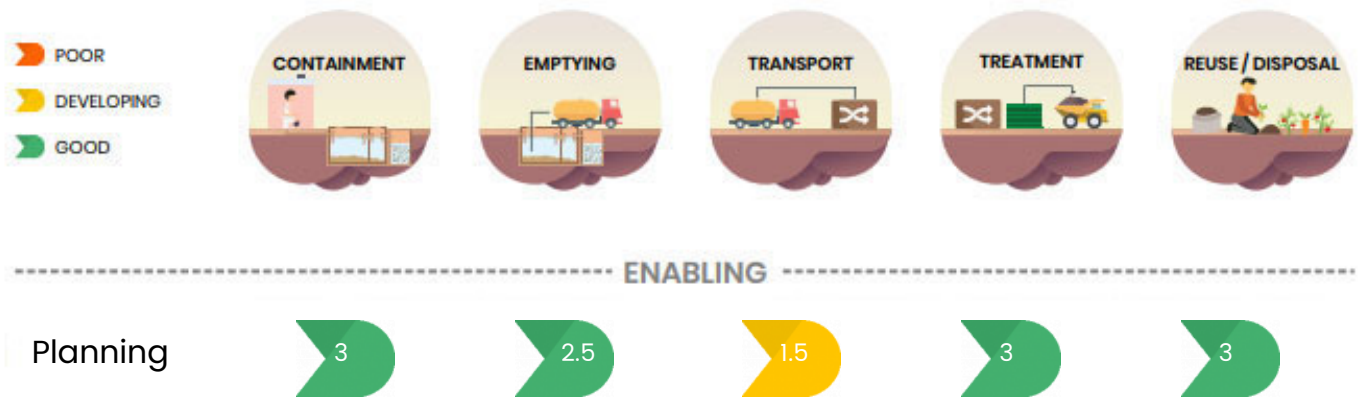 POOR
DEVELOPING
GOOD
CONTAINMENT
EMPTYING
TRANSPORT
TREATMENT
REUSE / DISPOSAL
ENABLING
Planning 3 2.5 1.5 3 3